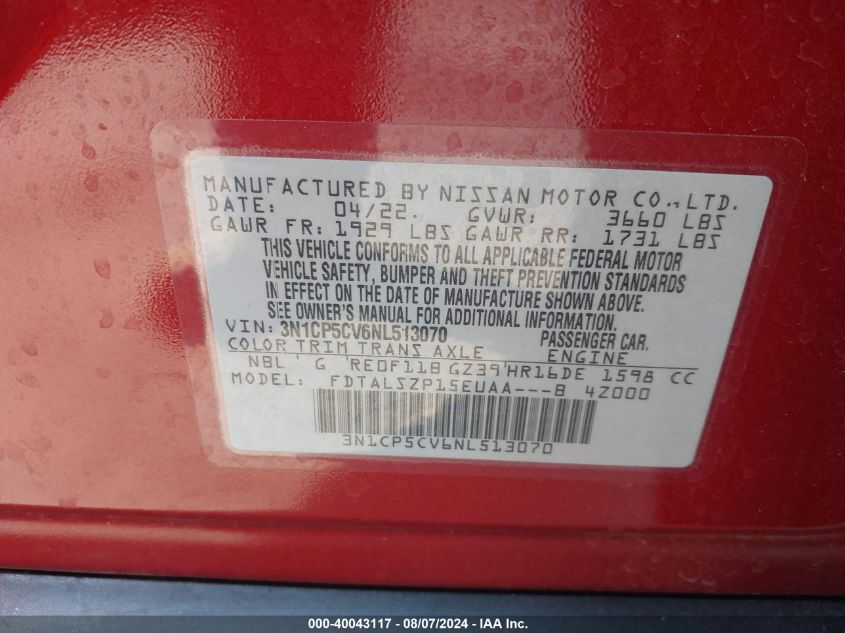 MANUFACTURED BY NISSAN MOTOR CO.,LTD.
DATE: 04/22. GVWR: 3660 LBS
GAWR FR: 1929 LBS GAWR RR: 1731 LBS
THIS VEHICLE CONFORMS TO ALL APPLICABLE FEDERAL MOTOR
VEHICLE SAFETY, BUMPER AND THEFT PREVENTION STANDARDS
IN EFFECT ON THE DATE OF MANUFACTURE SHOWN ABOVE.
SEE OWNER'S MANUAL FOR ADDITIONAL INFORMATION.
VIN: 3N1CP5CV6NL513070 PASSENGER CAR.
COLOR TRIM TRANS AXLE ENGINE
NBL ' G 'RE0F11B GZ39'HR16DE 1598 CC
MODEL: FDTALSZP15EUAA---B 4Z000
3N1CP5CV6NL513070
000-40043117 - 08/07/2024 - IAA Inc.